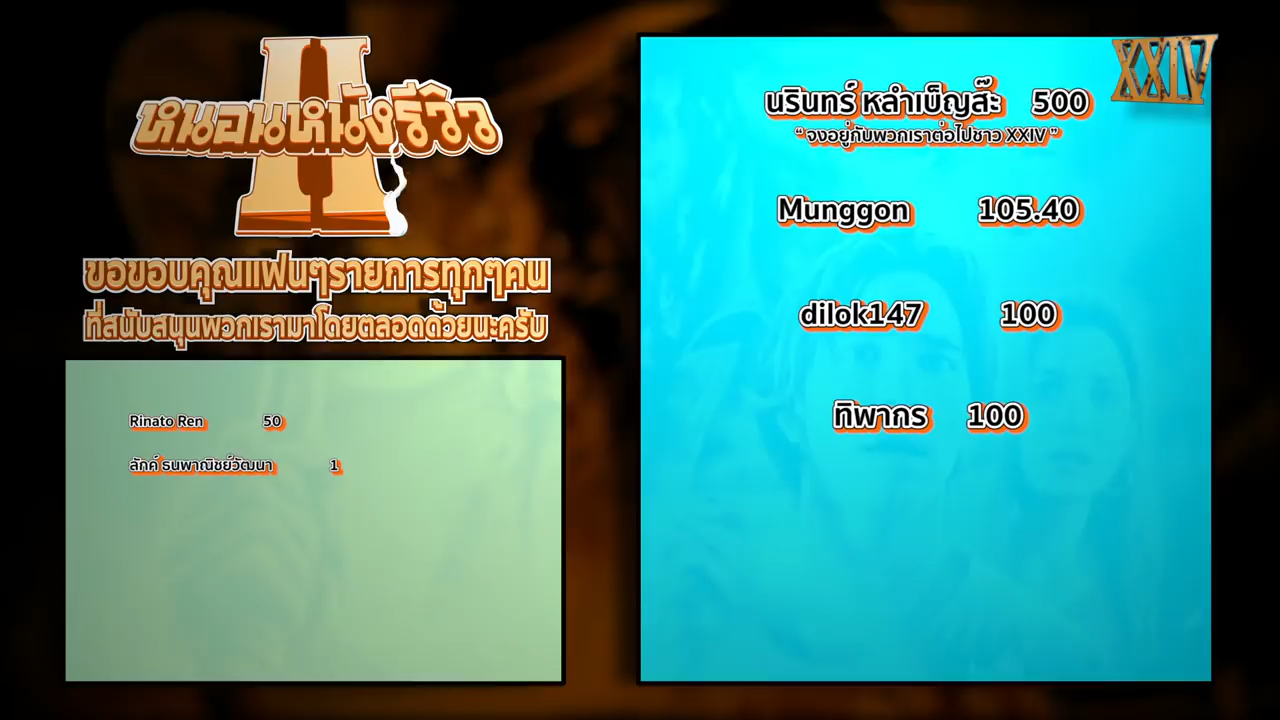 หนอนหนังรีวิว
II
ขอขอบคุณแฟนๆรายการทุกๆคน
ที่สนับสนุนพวกเรามาโดยตลอดด้วยนะครับ
Rinato Ren 50
ลักค์ ธนพาณิชย์วัฒนา 1
XXIV
นรินทร์ หลำเบ็ญส๊ะ 500
“ จงอยู่กับพวกเราต่อไปชาว XXIV ”
Munggon 105.40
dilok147 100
ทิพากร 100